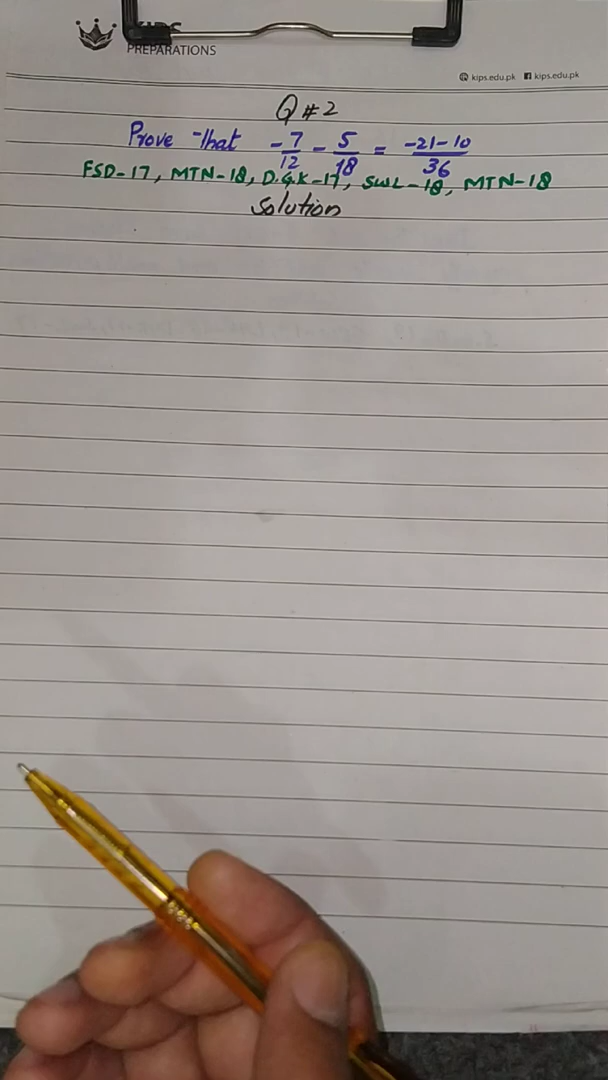 KIPS
PREPARATIONS
kips.edu.pk kips.edu.pk
Q #2
Prove that -7/12 - 5/18 = -21-10/36
FSD-17, MTN-18, D.G.K-17, SWL-18, MTN-18
Solution